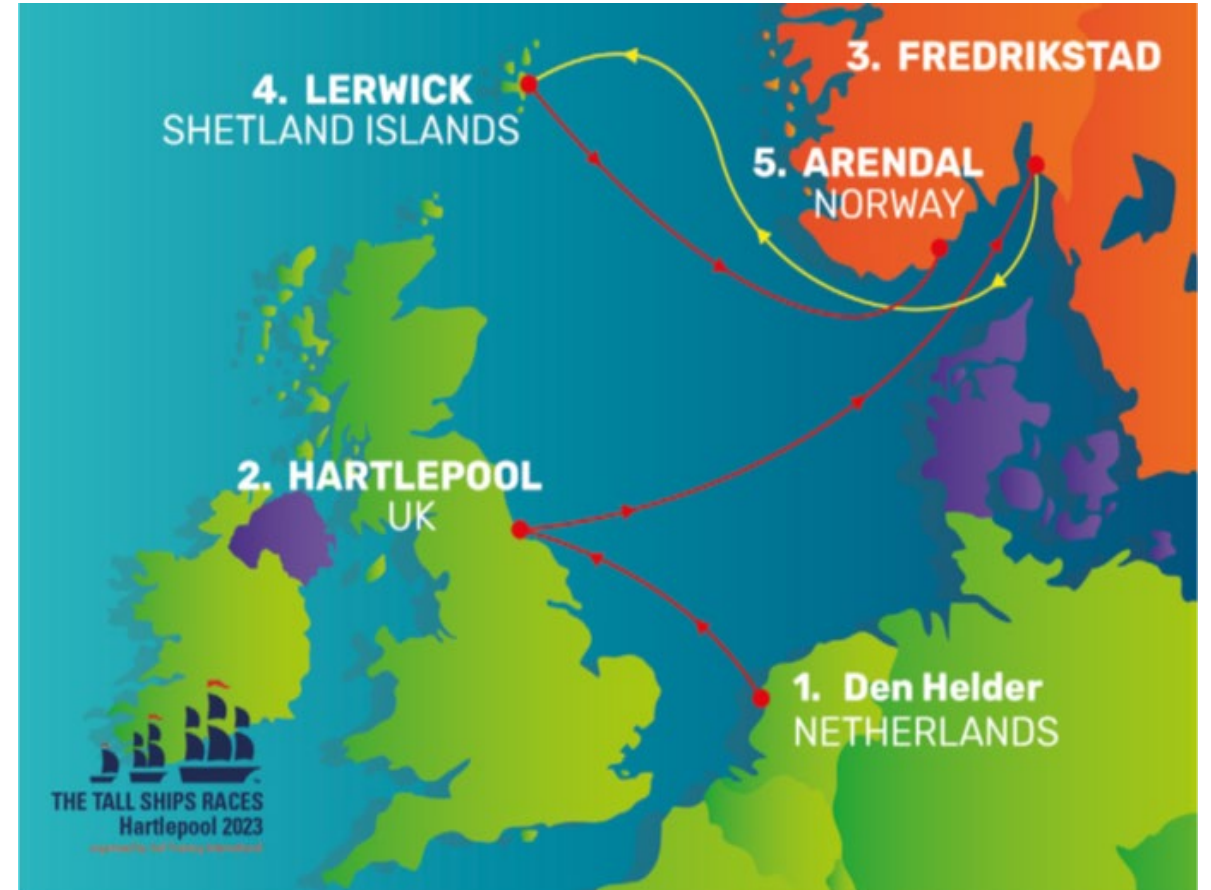 3. FREDRIKSTAD
4. LERWICK
SHETLAND ISLANDS
5. ARENDAL
NORWAY
2. HARTLEPOOL
UK
1. Den Helder
NETHERLANDS
THE TALL SHIPS RACES
Hartlepool 2023